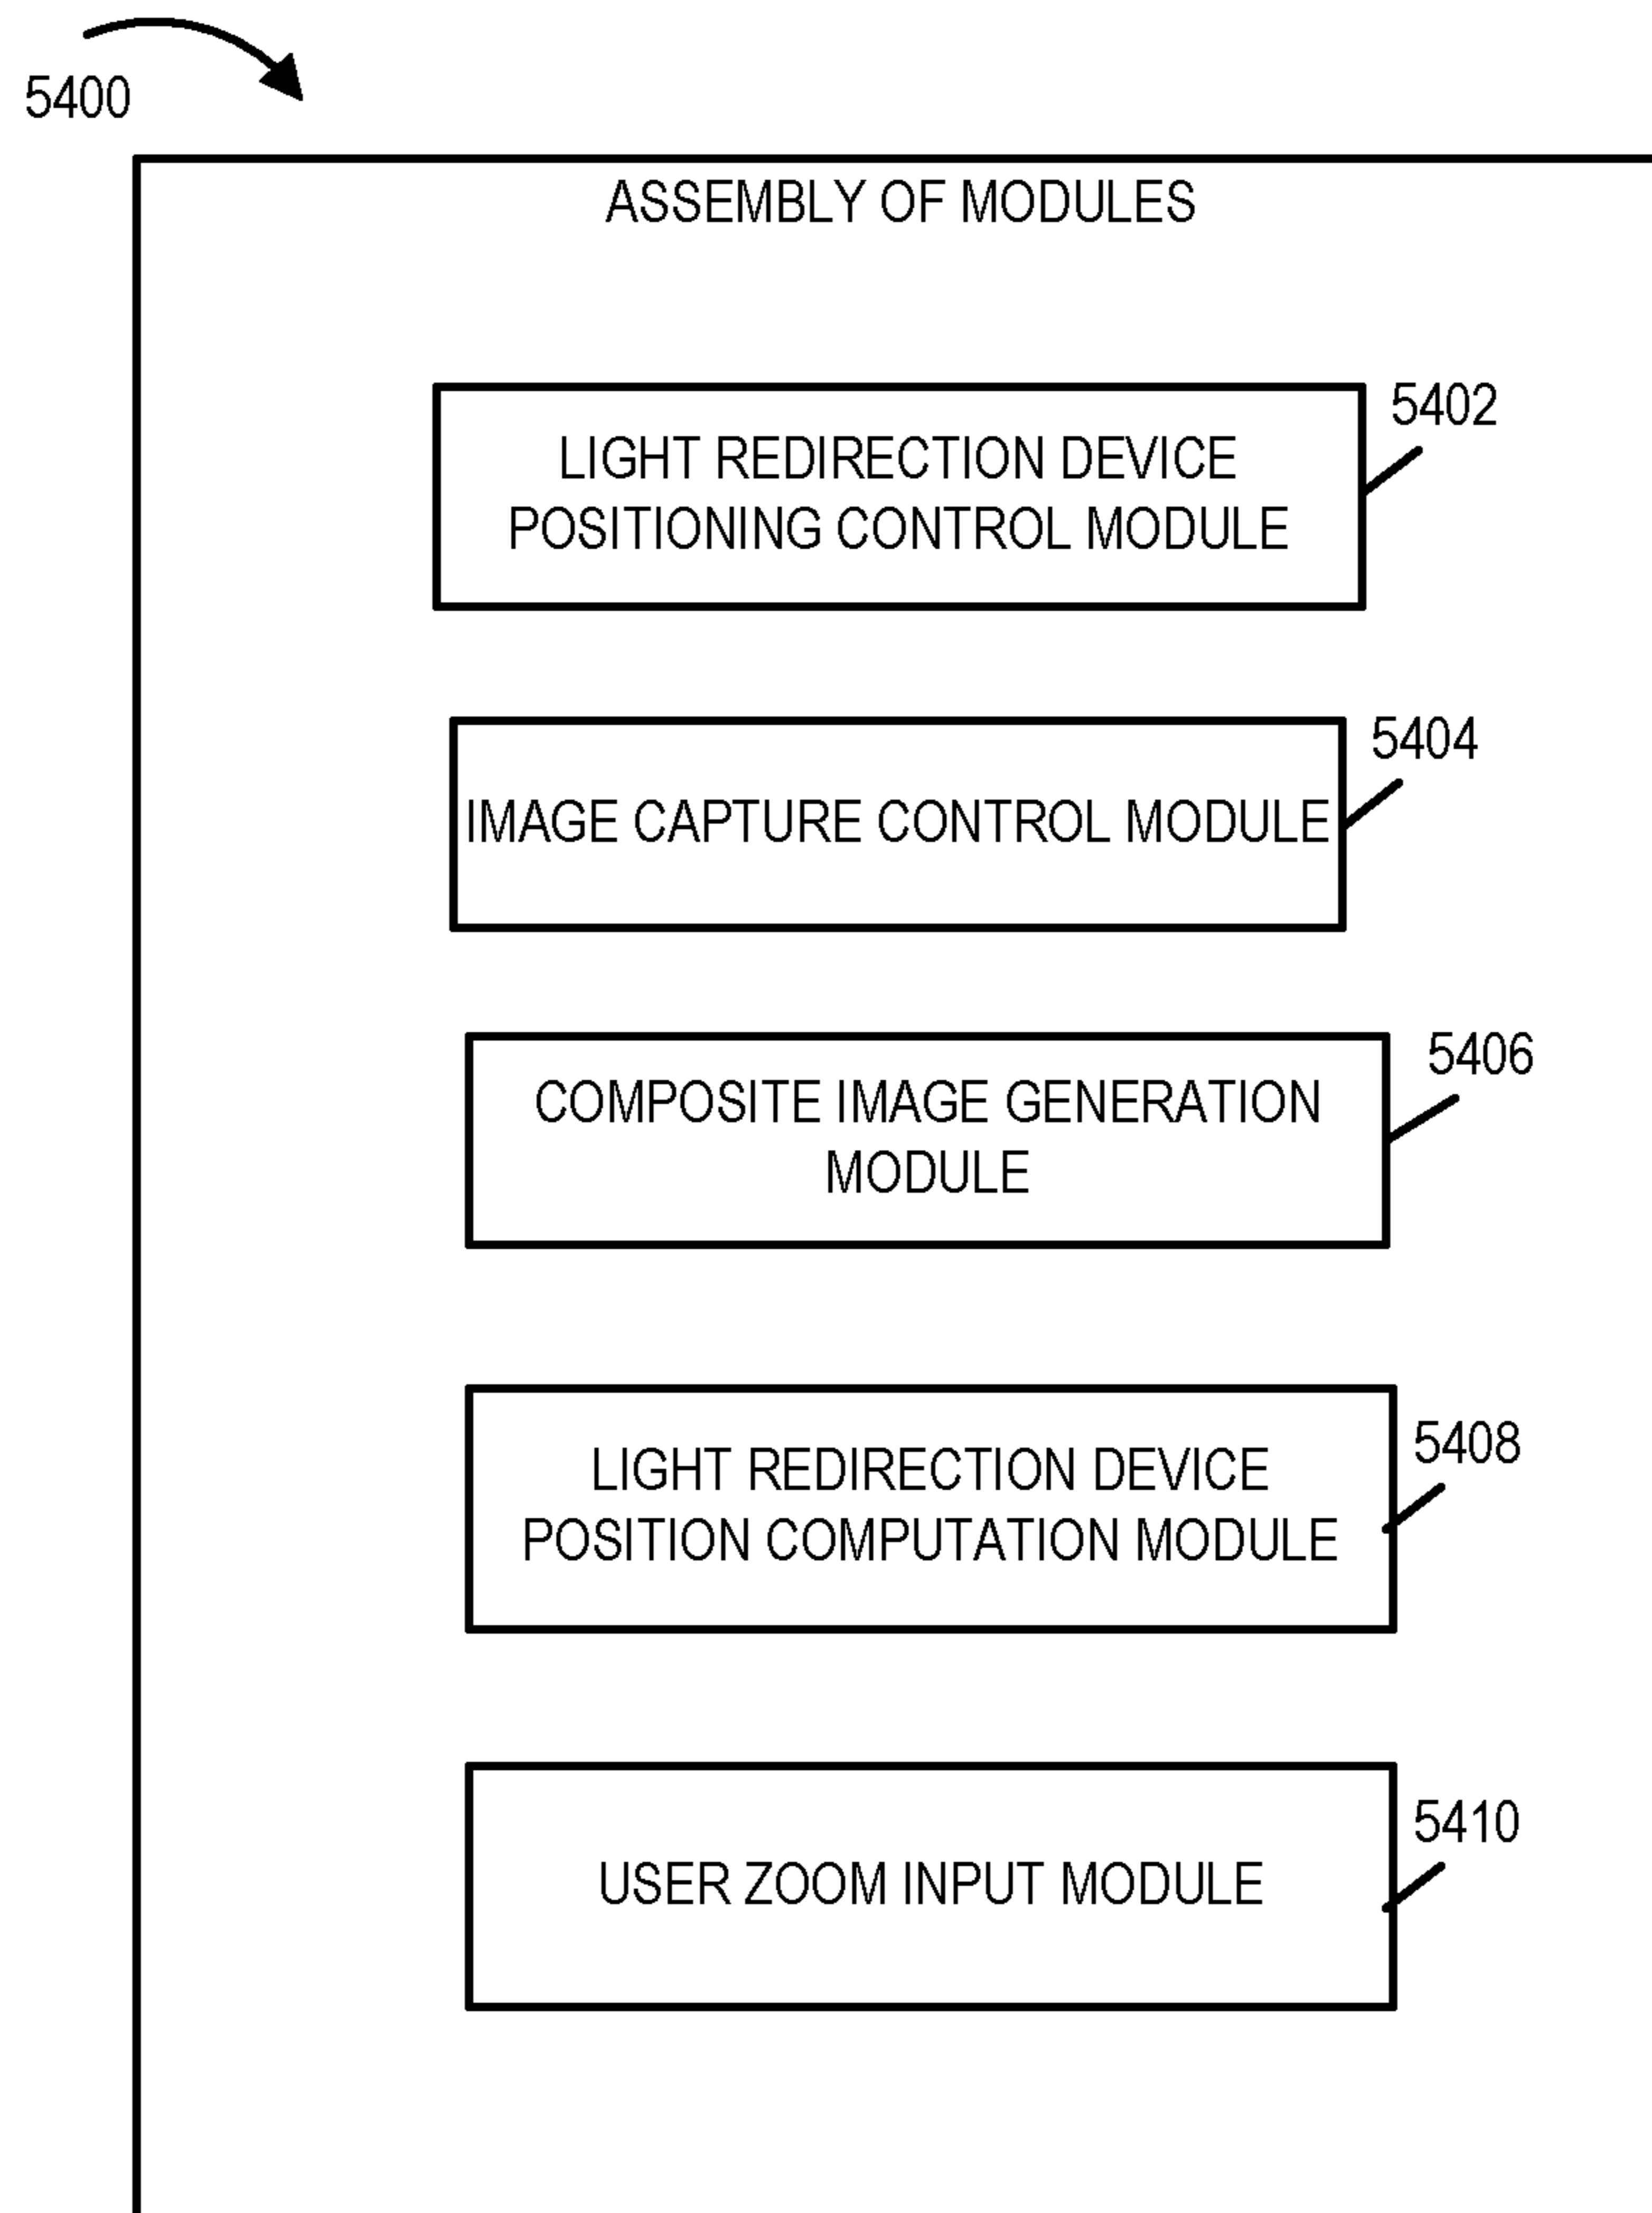 5400
ASSEMBLY OF MODULES
5402
LIGHT REDIRECTION DEVICE
POSITIONING CONTROL MODULE
5404
IMAGE CAPTURE CONTROL MODULE
5406
COMPOSITE IMAGE GENERATION
MODULE
5408
LIGHT REDIRECTION DEVICE
POSITION COMPUTATION MODULE
5410
USER ZOOM INPUT MODULE